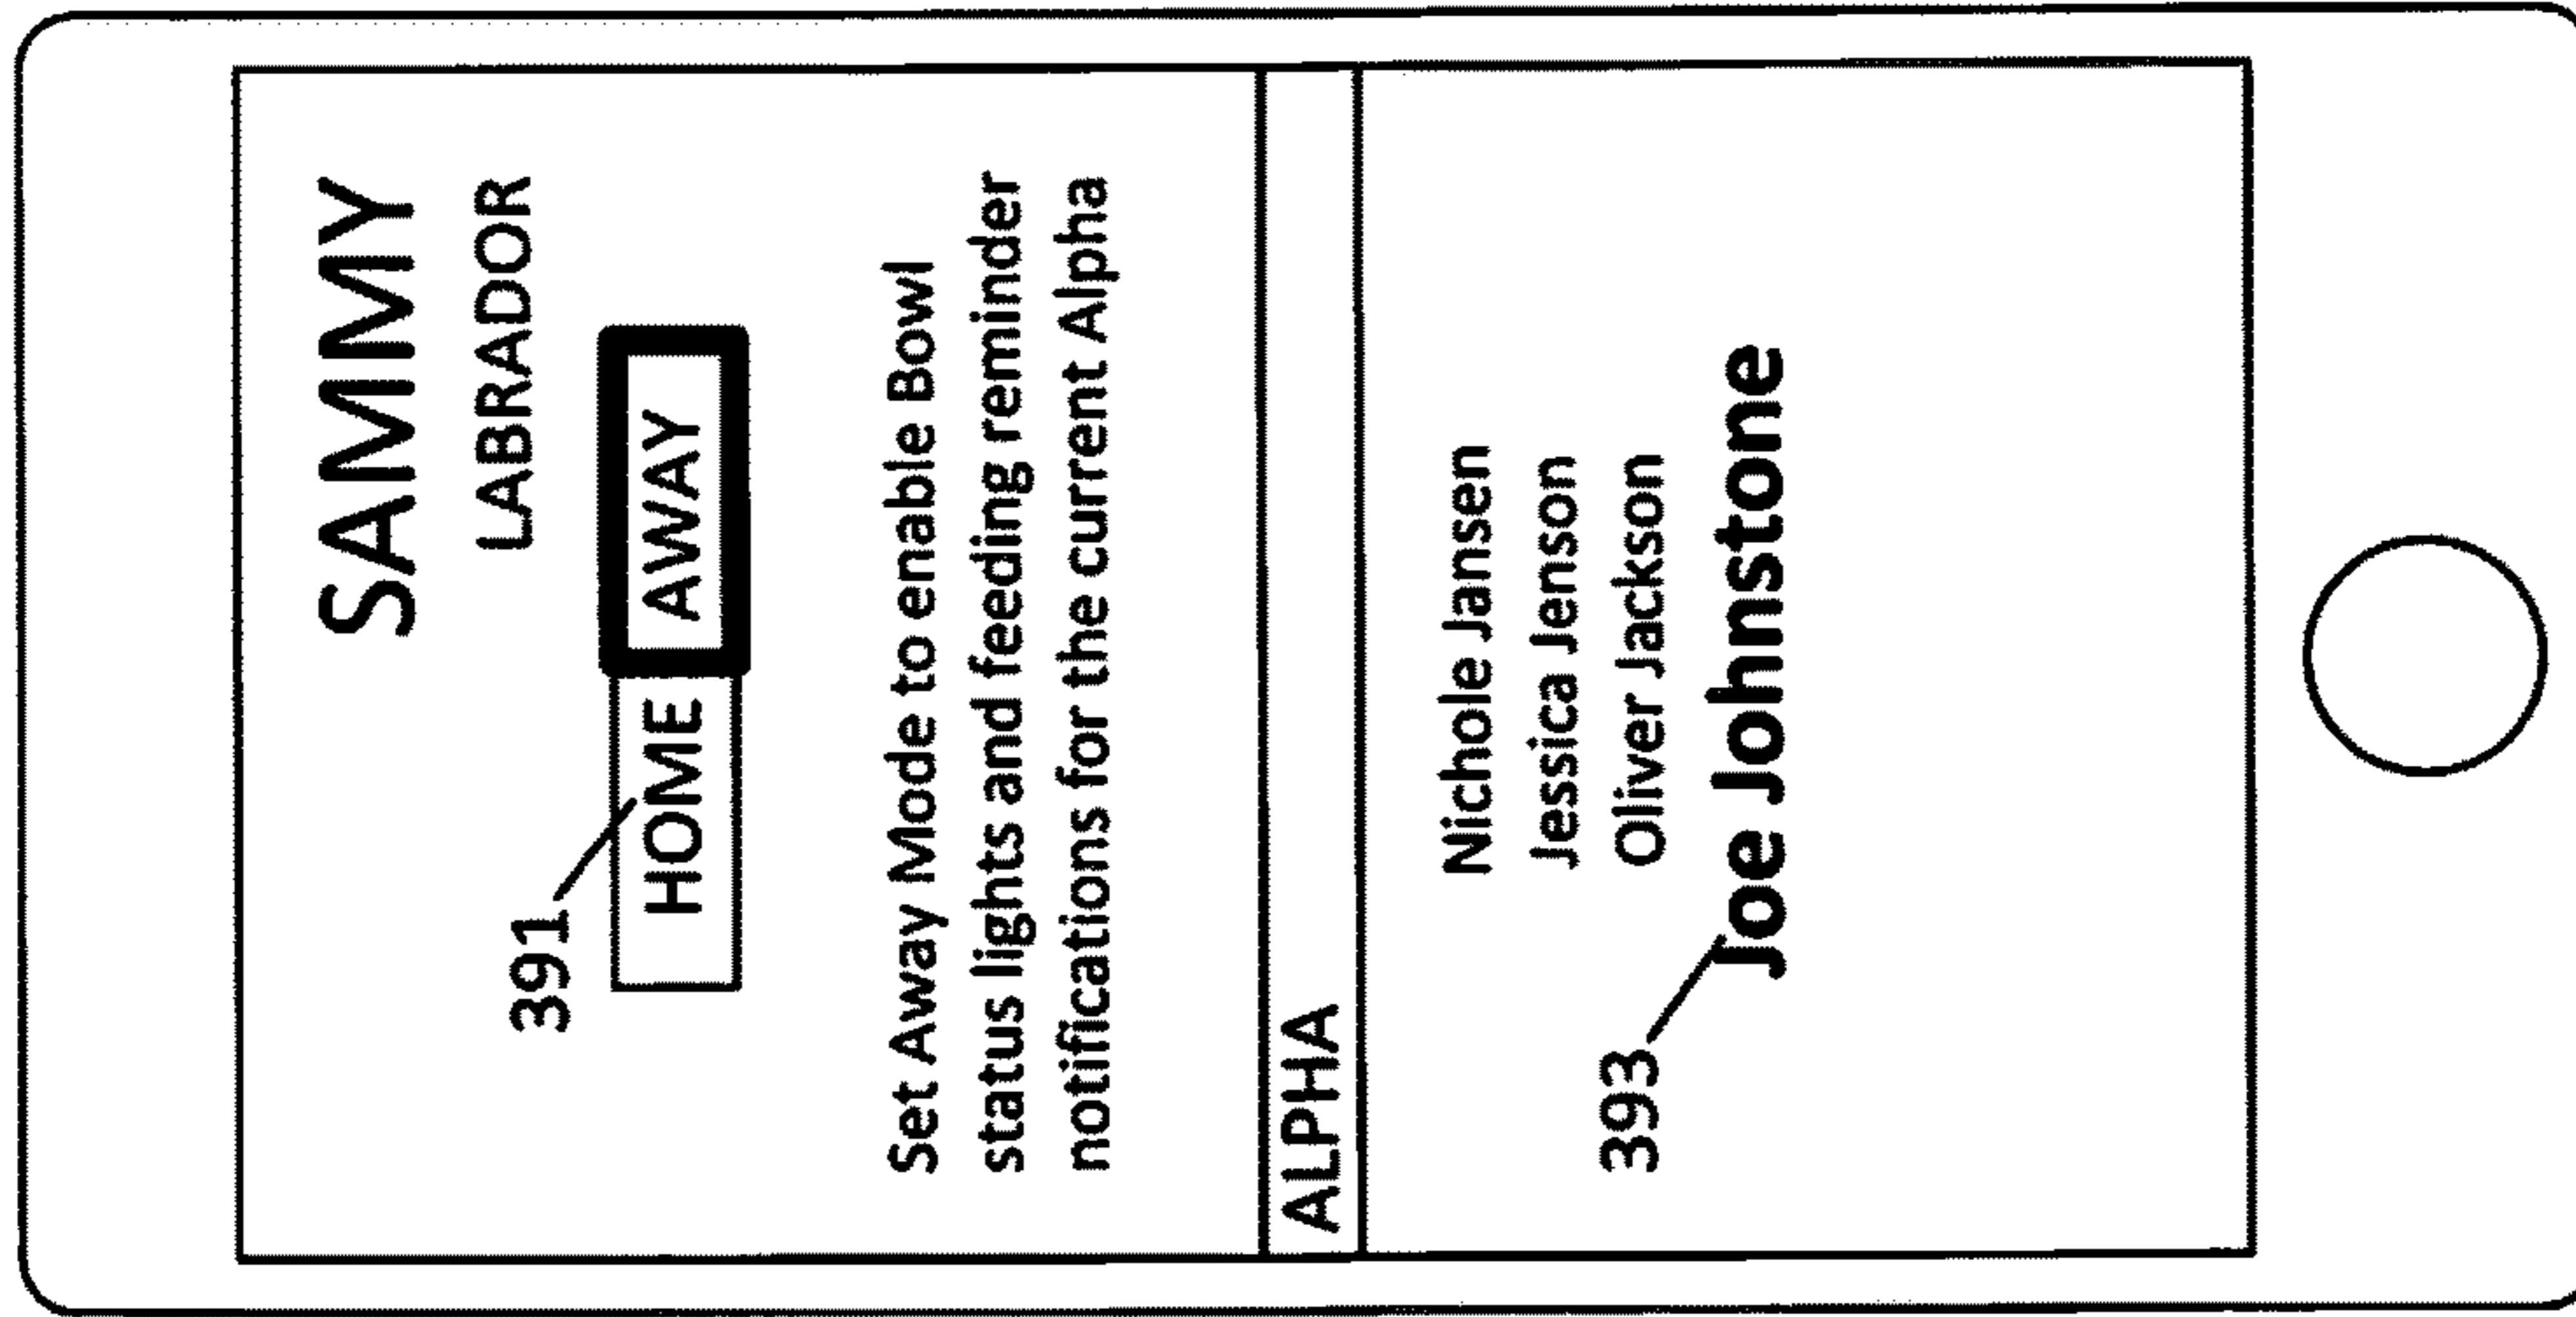 SAMMY
LABRADOR
391
HOME AWAY
Set Away Mode to enable Bowl
status lights and feeding reminder
notifications for the current Alpha
ALPHA
Nichole Jansen
Jessica Jenson
Oliver Jackson
393
Joe Johnstone